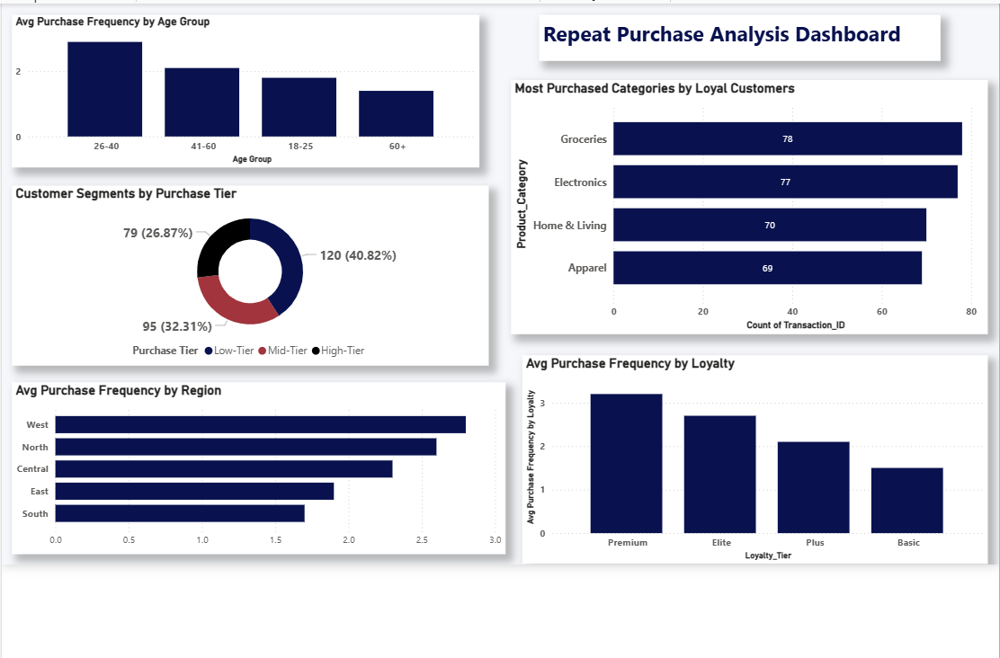 Avg Purchase Frequency by Age Group
2
0
26-40 41-60 18-25 60+
Age Group
Repeat Purchase Analysis Dashboard
Most Purchased Categories by Loyal Customers
Product_Category
Groceries 78
Electronics 77
Home & Living 70
Apparel 69
0 20 40 60 80
Count of Transaction_ID
Customer Segments by Purchase Tier
79 (26.87%)
120 (40.82%)
95 (32.31%)
Purchase Tier Low-Tier Mid-Tier High-Tier
Avg Purchase Frequency by Region
West
North
Central
East
South
0.0 0.5 1.0 1.5 2.0 2.5 3.0
Avg Purchase Frequency by Loyalty
Avg Purchase Frequency by Loyalty
3
2
1
0
Premium Elite Plus Basic
Loyalty_Tier